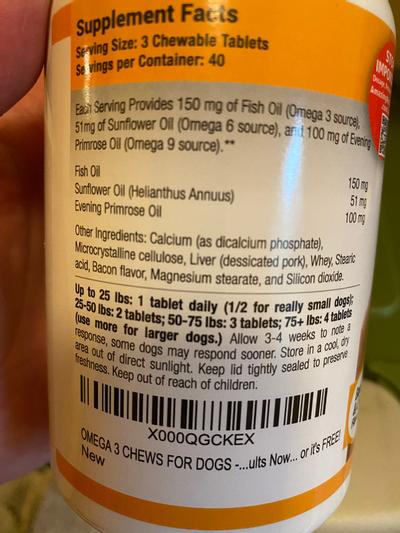 Supplement Facts
Serving Size: 3 Chewable Tablets
Servings per Container: 40
Each Serving Provides 150 mg of Fish Oil (Omega 3 source),
51mg of Sunflower Oil (Omega 6 source), and 100 mg of Evening
Primrose Oil (Omega 9 source).**
Fish Oil 150 mg
Sunflower Oil (Helianthus Annuus) 51 mg
Evening Primrose Oil 100 mg
Other Ingredients: Calcium (as dicalcium phosphate),
Microcrystalline cellulose, Liver (dessicated pork), Whey, Stearic
acid, Bacon flavor, Magnesium stearate, and Silicon dioxide.
Up to 25 lbs: 1 tablet daily (1/2 for really small dogs);
25-50 lbs: 2 tablets; 50-75 lbs: 3 tablets; 75+ lbs: 4 tablets
(use more for larger dogs.) Allow 3-4 weeks to note a
response, some dogs may respond sooner. Store in a cool, dry
area out of direct sunlight. Keep lid tightly sealed to preserve
freshness. Keep out of reach of children.
X000QGCKEX
OMEGA 3 CHEWS FOR DOGS -...ults Now... or it's FREE!
New